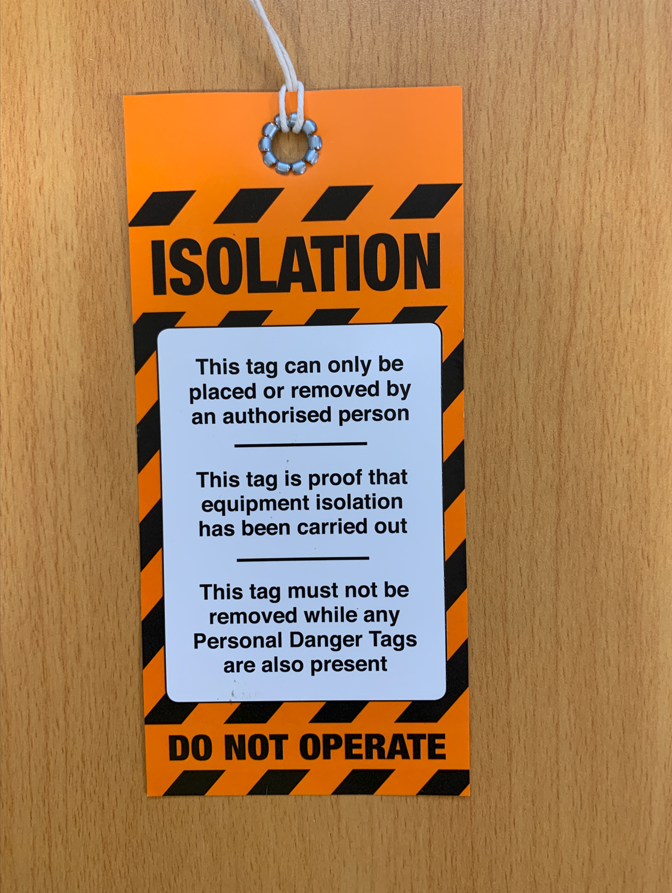 ISOLATION
This tag can only be
placed or removed by
an authorised person
This tag is proof that
equipment isolation
has been carried out
This tag must not be
removed while any
Personal Danger Tags
are also present
DO NOT OPERATE